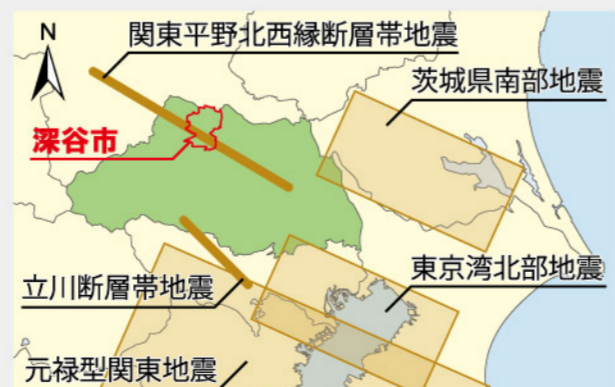 N
関東平野北西縁断層帯地震
茨城県南部地震
深谷市
東京湾北部地震
立川断層帯地震
元禄型関東地震